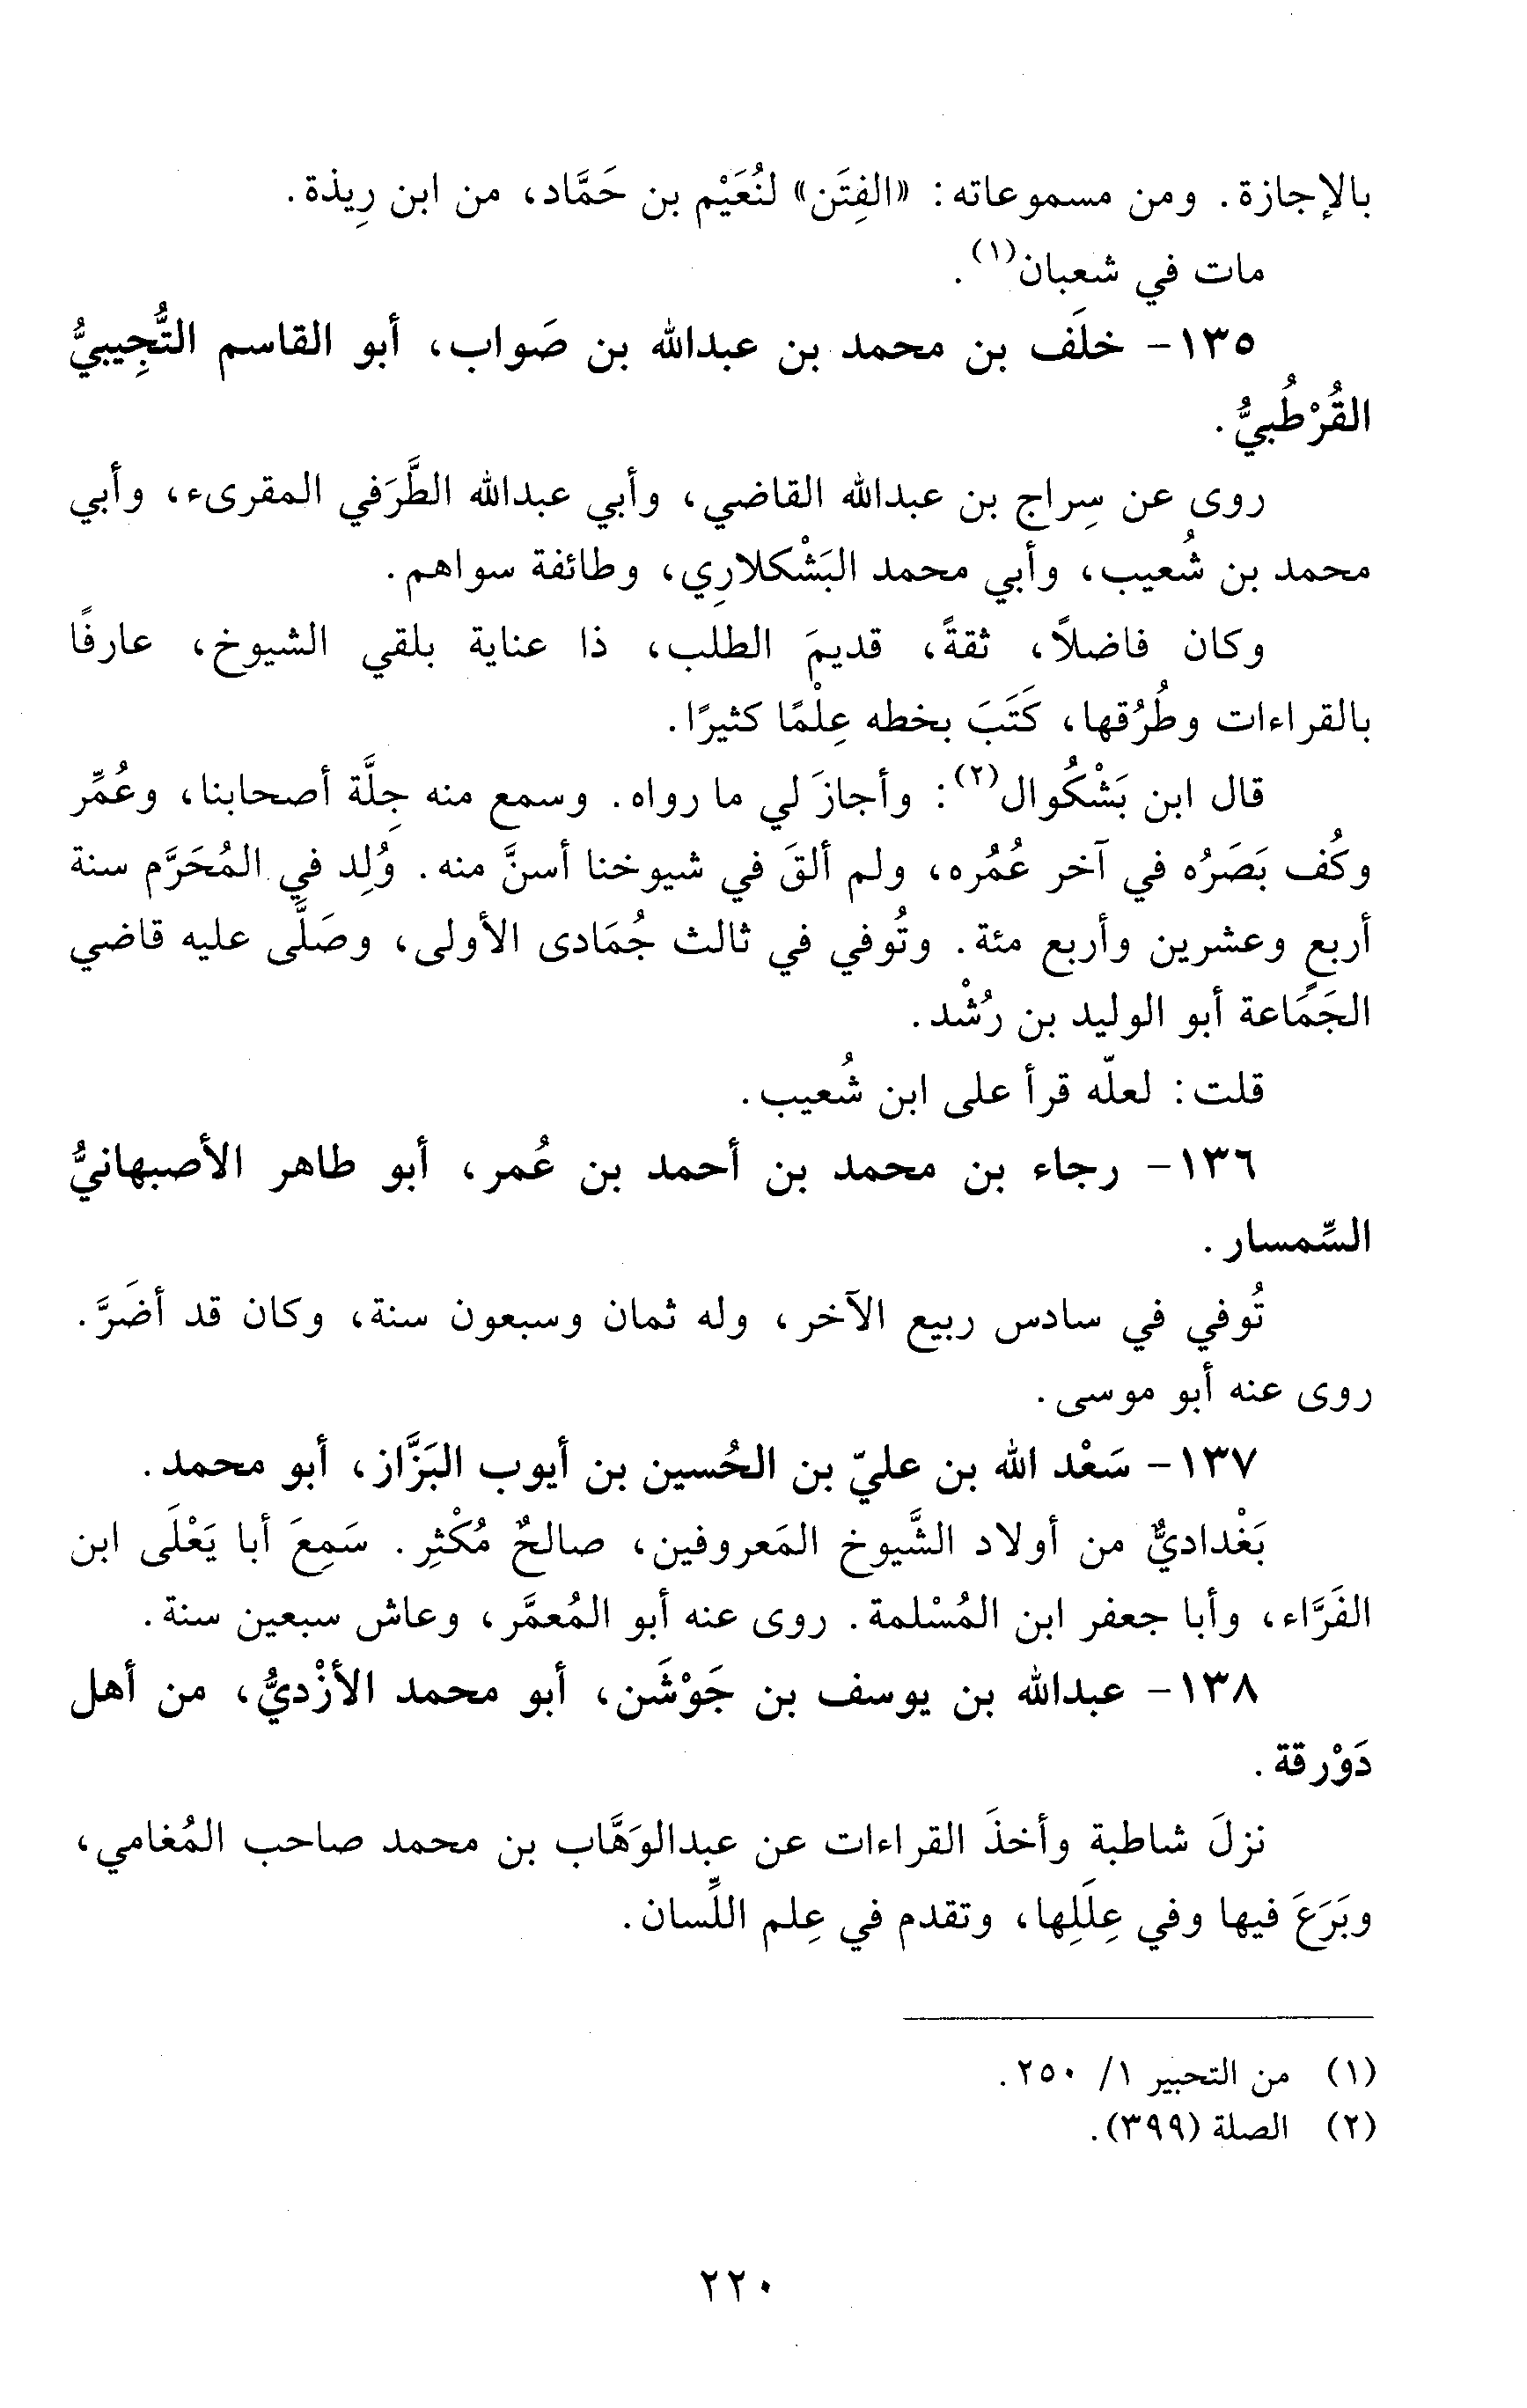 بالإجازة. ومن مسموعاته: «الفِتَن» لنُعَيْم بن حَمَّاد، من ابن رِيذة.
مات في شعبان(١).
١٣٥- خلَف بن محمد بن عبدالله بن صَواب، أبو القاسم التُّجِيبيُّ
القُرْطُبيُّ.
روى عن سِراج بن عبدالله القاضي، وأبي عبدالله الطَّرَفي المقرىء، وأبي
محمد بن شُعيب، وأبي محمد البَشْكلارِي، وطائفة سواهم.
وكان فاضلاً، ثقةً، قديمَ الطلب، ذا عناية بلقي الشيوخ، عارفًا
بالقراءات وطُرُقها، كَتَبَ بخطه عِلْمًا كثيرًا.
قال ابن بَشْكُوال(٢): وأجازَ لي ما رواه. وسمع منه جِلَّة أصحابنا، وعُمِّر
وكُف بَصَرُه في آخر عُمُره، ولم ألقَ في شيوخنا أسنَّ منه. وُلِد في المُحَرَّم سنة
أربعٍ وعشرين وأربع مئة. وتُوفي في ثالث جُمَادى الأولى، وصَلَّى عليه قاضي
الجَمَاعة أبو الوليد بن رُشْد.
قلت: لعلّه قرأ على ابن شُعيب.
١٣٦- رجاء بن محمد بن أحمد بن عُمر، أبو طاهر الأصبهانيُّ
السِّمسار.
تُوفي في سادس ربيع الآخر، وله ثمان وسبعون سنة، وكان قد أضَرَّ.
روى عنه أبو موسى.
١٣٧- سَعْد الله بن عليّ بن الحُسين بن أيوب البَزَّاز، أبو محمد.
بَغْداديٌّ من أولاد الشَّيوخ المَعروفين، صالحٌ مُكْثِر. سَمِعَ أبا يَعْلَى ابن
الفَرَّاء، وأبا جعفر ابن المُسْلمة. روى عنه أبو المُعمَّر، وعاش سبعين سنة.
١٣٨- عبدالله بن يوسف بن جَوْشَن، أبو محمد الأزْديُّ، من أهل
دَوْرقة.
نزلَ شاطبة وأخذَ القراءات عن عبدالوَهَّاب بن محمد صاحب المُغامي،
وبَرَعَ فيها وفي عِلَلِها، وتقدم في عِلم اللِّسان.
(١) من التحبير ١/ ٢٥٠.
(٢) الصلة (٣٩٩).
٢٢٠